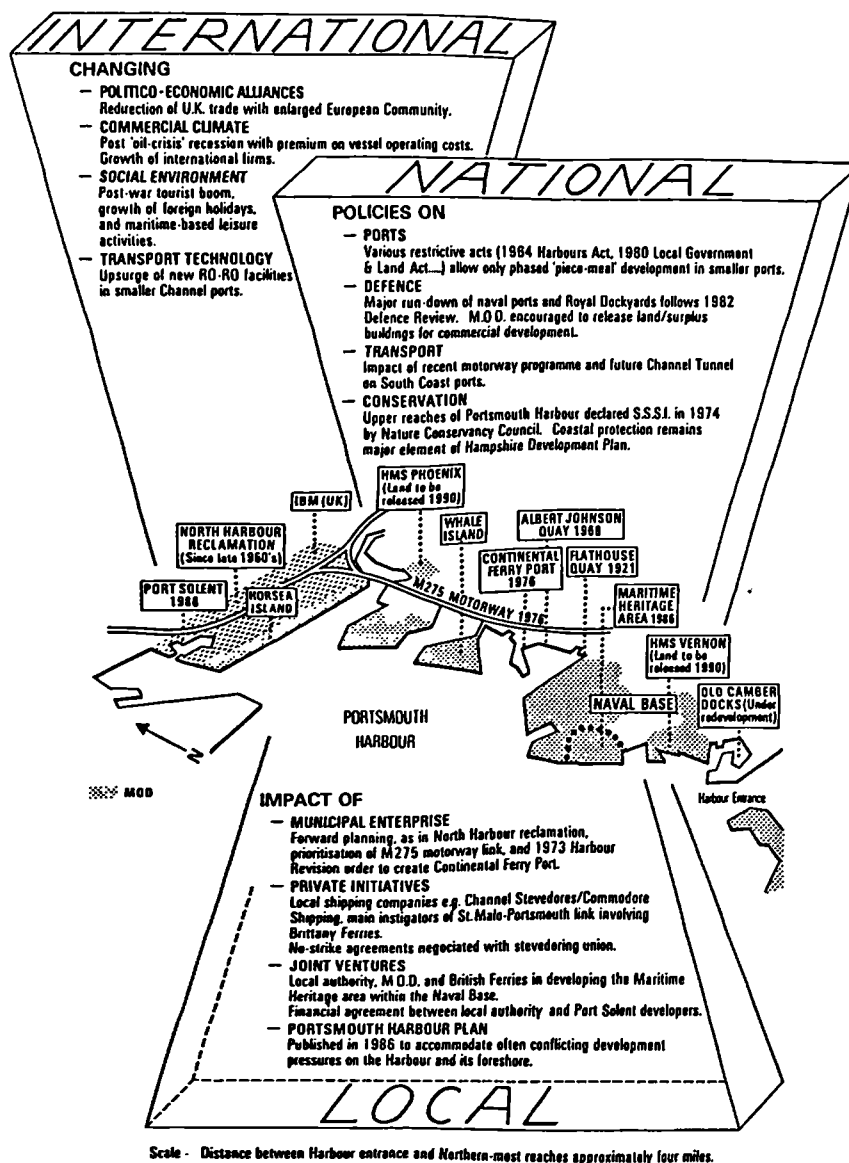 INTERNATIONAL
CHANGING
— POLITICO-ECONOMIC ALLIANCES
Redirection of U.K. trade with enlarged European Community.
— COMMERCIAL CLIMATE
Post 'oil-crisis' recession with premium on vessel operating costs.
Growth of international firms.
— SOCIAL ENVIRONMENT
Post-war tourist boom,
growth of foreign holidays,
and maritime-based leisure
activities.
— TRANSPORT TECHNOLOGY
Upsurge of new RO-RO facilities
in smaller Channel ports.
NATIONAL
POLICIES ON
— PORTS
Various restrictive acts (1964 Harbours Act, 1980 Local Government
& Land Act....) allow only phased 'piece-meal' development in smaller ports.
— DEFENCE
Major run-down of naval ports and Royal Dockyards follows 1982
Defence Review. M.O.D. encouraged to release land/surplus
buildings for commercial development.
— TRANSPORT
Impact of recent motorway programme and future Channel Tunnel
on South Coast ports.
— CONSERVATION
Upper reaches of Portsmouth Harbour declared S.S.S.I. in 1974
by Nature Conservancy Council. Coastal protection remains
major element of Hampshire Development Plan.
HMS PHOENIX
(Land to be
released 1990)
IBM (UK)
WHALE
ISLAND
ALBERT JOHNSON
QUAY 1968
NORTH HARBOUR
RECLAMATION
(Since late 1960's)
CONTINENTAL
FERRY PORT
1976
FLATHOUSE
QUAY 1921
PORT SOLENT
1988
HORSEA
ISLAND
M275 MOTORWAY 1976
MARITIME
HERITAGE
AREA 1986
HMS VERNON
(Land to be
released 1990)
OLD CAMBER
DOCKS (Under
redevelopment)
NAVAL BASE
PORTSMOUTH
HARBOUR
N
MOD
Harbour Entrance
IMPACT OF
— MUNICIPAL ENTERPRISE
Forward planning, as in North Harbour reclamation,
prioritisation of M275 motorway link, and 1973 Harbour
Revision order to create Continental Ferry Port.
— PRIVATE INITIATIVES
Local shipping companies e.g. Channel Stevedores/Commodore
Shipping, main instigators of St.Malo-Portsmouth link involving
Brittany Ferries.
No-strike agreements negociated with stevedoring union.
— JOINT VENTURES
Local authority, M.O.D. and British Ferries in developing the Maritime
Heritage area within the Naval Base.
Financial agreement between local authority and Port Solent developers.
— PORTSMOUTH HARBOUR PLAN
Published in 1986 to accommodate often conflicting development
pressures on the Harbour and its foreshore.
LOCAL
Scale - Distance between Harbour entrance and Northern-most reaches approximately four miles.